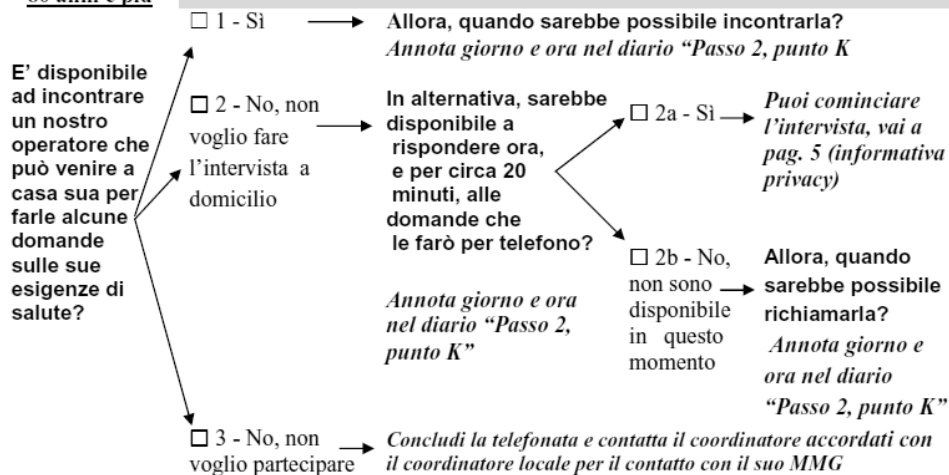 80 anni e più
E’ disponibile
ad incontrare
un nostro
operatore che
può venire a
casa sua per
farle alcune
domande
sulle sue
esigenze di
salute?
☐ 1 - Sì
Allora, quando sarebbe possibile incontrarla?
Annota giorno e ora nel diario “Passo 2, punto K
☐ 2 - No, non
voglio fare
l’intervista a
domicilio
In alternativa, sarebbe
disponibile a
rispondere ora,
e per circa 20
minuti, alle
domande che
le farò per telefono?
Annota giorno e ora
nel diario “Passo 2,
punto K”
☐ 2a - Sì
Puoi cominciare
l’intervista, vai a
pag. 5 (informativa
privacy)
☐ 2b - No,
non sono
disponibile
in questo
momento
Allora, quando
sarebbe possibile
richiamarla?
Annota giorno e
ora nel diario
“Passo 2, punto K”
☐ 3 - No, non
voglio partecipare
Concludi la telefonata e contatta il coordinatore accordati con
il coordinatore locale per il contatto con il suo MMG